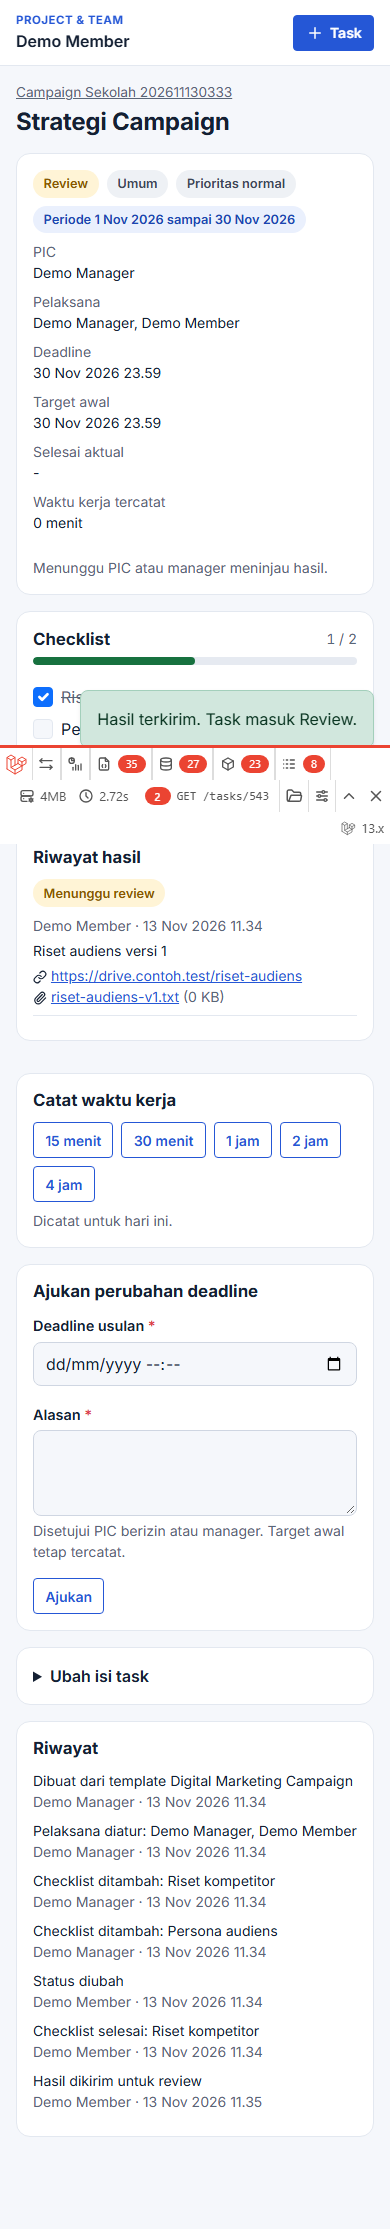 PROJECT & TEAM
Demo Member
+ Task
Campaign Sekolah 202611130333
Strategi Campaign
Review
Umum
Prioritas normal
Periode 1 Nov 2026 sampai 30 Nov 2026
PIC
Demo Manager
Pelaksana
Demo Manager, Demo Member
Deadline
30 Nov 2026 23.59
Target awal
30 Nov 2026 23.59
Selesai aktual
-
Waktu kerja tercatat
0 menit
Menunggu PIC atau manager meninjau hasil.
Checklist
1 / 2
Ris
Hasil terkirim. Task masuk Review.
Pe
35
27
23
8
4MB
2.72s
2
GET /tasks/543
13.x
Riwayat hasil
Menunggu review
Demo Member · 13 Nov 2026 11.34
Riset audiens versi 1
https://drive.contoh.test/riset-audiens
riset-audiens-v1.txt (0 KB)
Catat waktu kerja
15 menit
30 menit
1 jam
2 jam
4 jam
Dicatat untuk hari ini.
Ajukan perubahan deadline
Deadline usulan *
dd/mm/yyyy --:--
Alasan *
Disetujui PIC berizin atau manager. Target awal
tetap tercatat.
Ajukan
Ubah isi task
Riwayat
Dibuat dari template Digital Marketing Campaign
Demo Manager · 13 Nov 2026 11.34
Pelaksana diatur: Demo Manager, Demo Member
Demo Manager · 13 Nov 2026 11.34
Checklist ditambah: Riset kompetitor
Demo Manager · 13 Nov 2026 11.34
Checklist ditambah: Persona audiens
Demo Manager · 13 Nov 2026 11.34
Status diubah
Demo Member · 13 Nov 2026 11.34
Checklist selesai: Riset kompetitor
Demo Member · 13 Nov 2026 11.34
Hasil dikirim untuk review
Demo Member · 13 Nov 2026 11.35